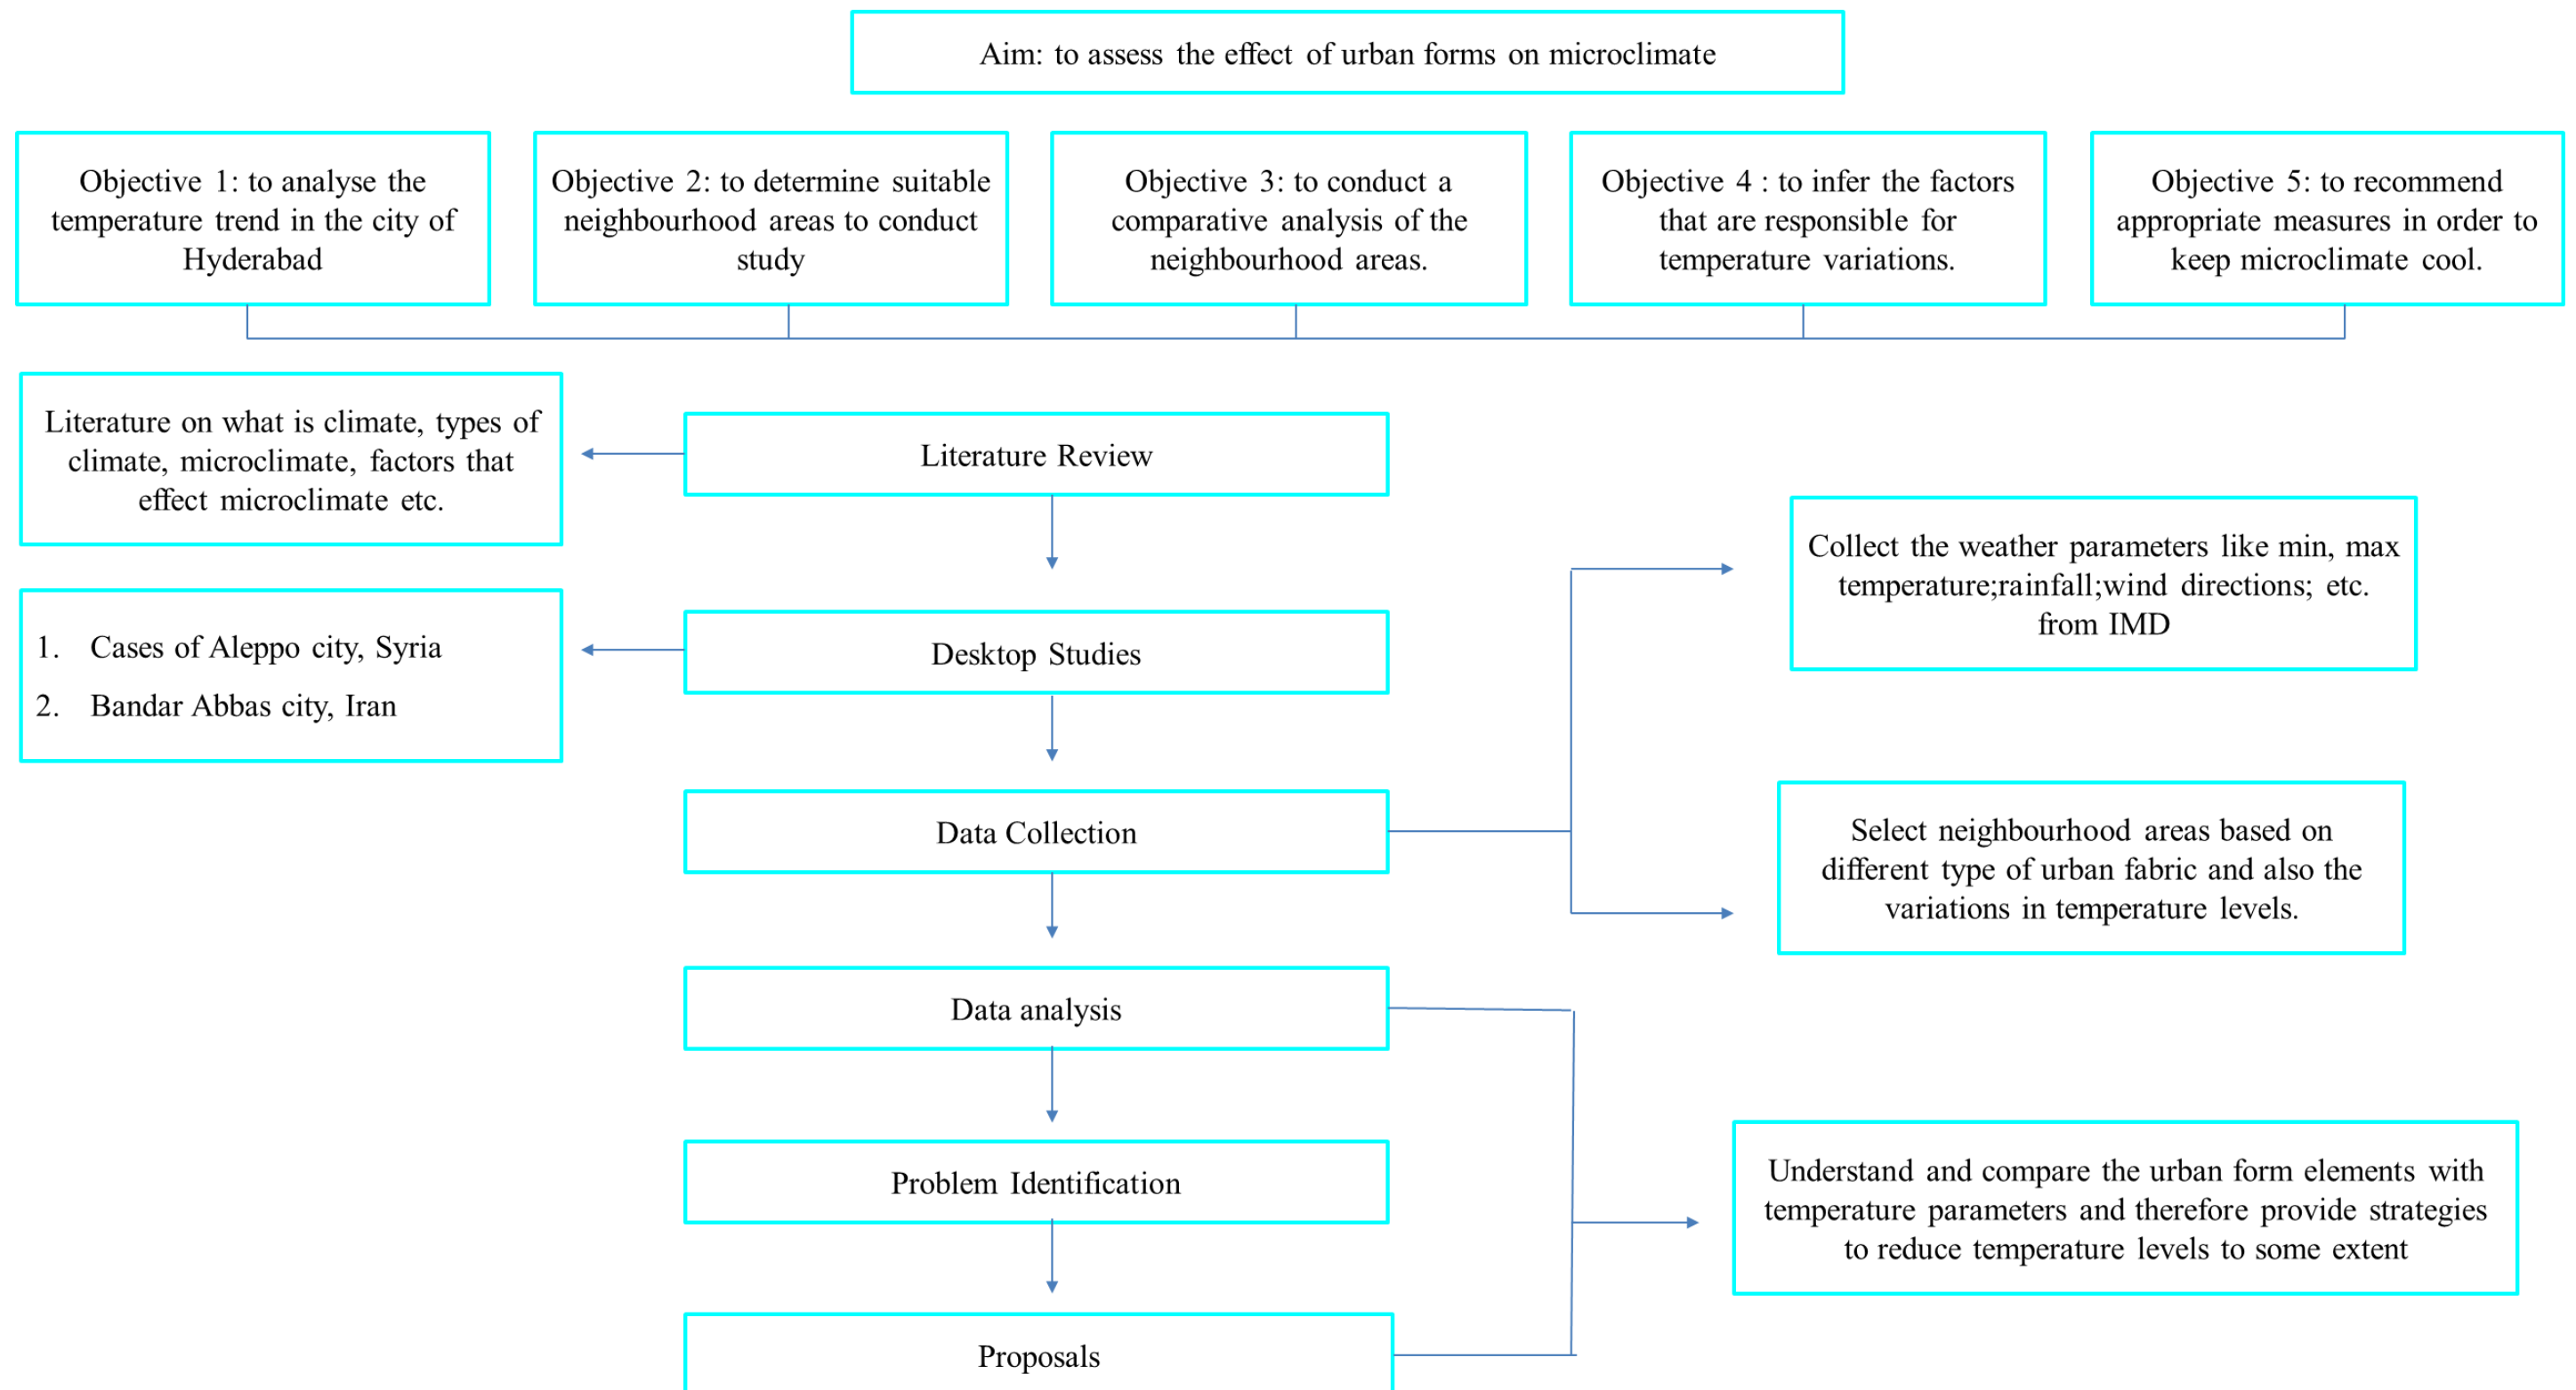 Aim: to assess the effect of urban forms on microclimate
Objective 1: to analyse the
temperature trend in the city of
Hyderabad
Objective 2: to determine suitable
neighbourhood areas to conduct
study
Objective 3: to conduct a
comparative analysis of the
neighbourhood areas.
Objective 4 : to infer the factors
that are responsible for
temperature variations.
Objective 5: to recommend
appropriate measures in order to
keep microclimate cool.
Literature on what is climate, types of
climate, microclimate, factors that
effect microclimate etc.
Literature Review
Collect the weather parameters like min, max
temperature;rainfall;wind directions; etc.
from IMD
1. Cases of Aleppo city, Syria
2. Bandar Abbas city, Iran
Desktop Studies
Data Collection
Select neighbourhood areas based on
different type of urban fabric and also the
variations in temperature levels.
Data analysis
Problem Identification
Understand and compare the urban form elements with
temperature parameters and therefore provide strategies
to reduce temperature levels to some extent
Proposals